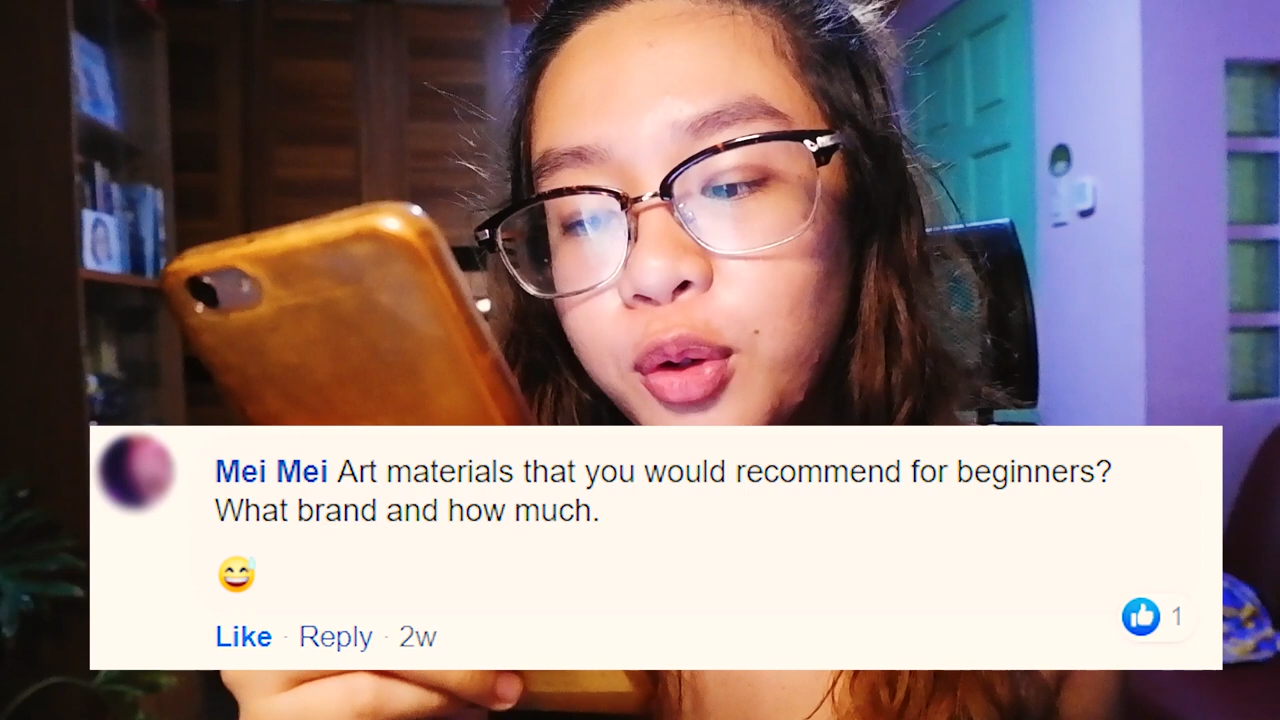 Mei Mei Art materials that you would recommend for beginners?
What brand and how much.
😅
Like · Reply · 2w
1